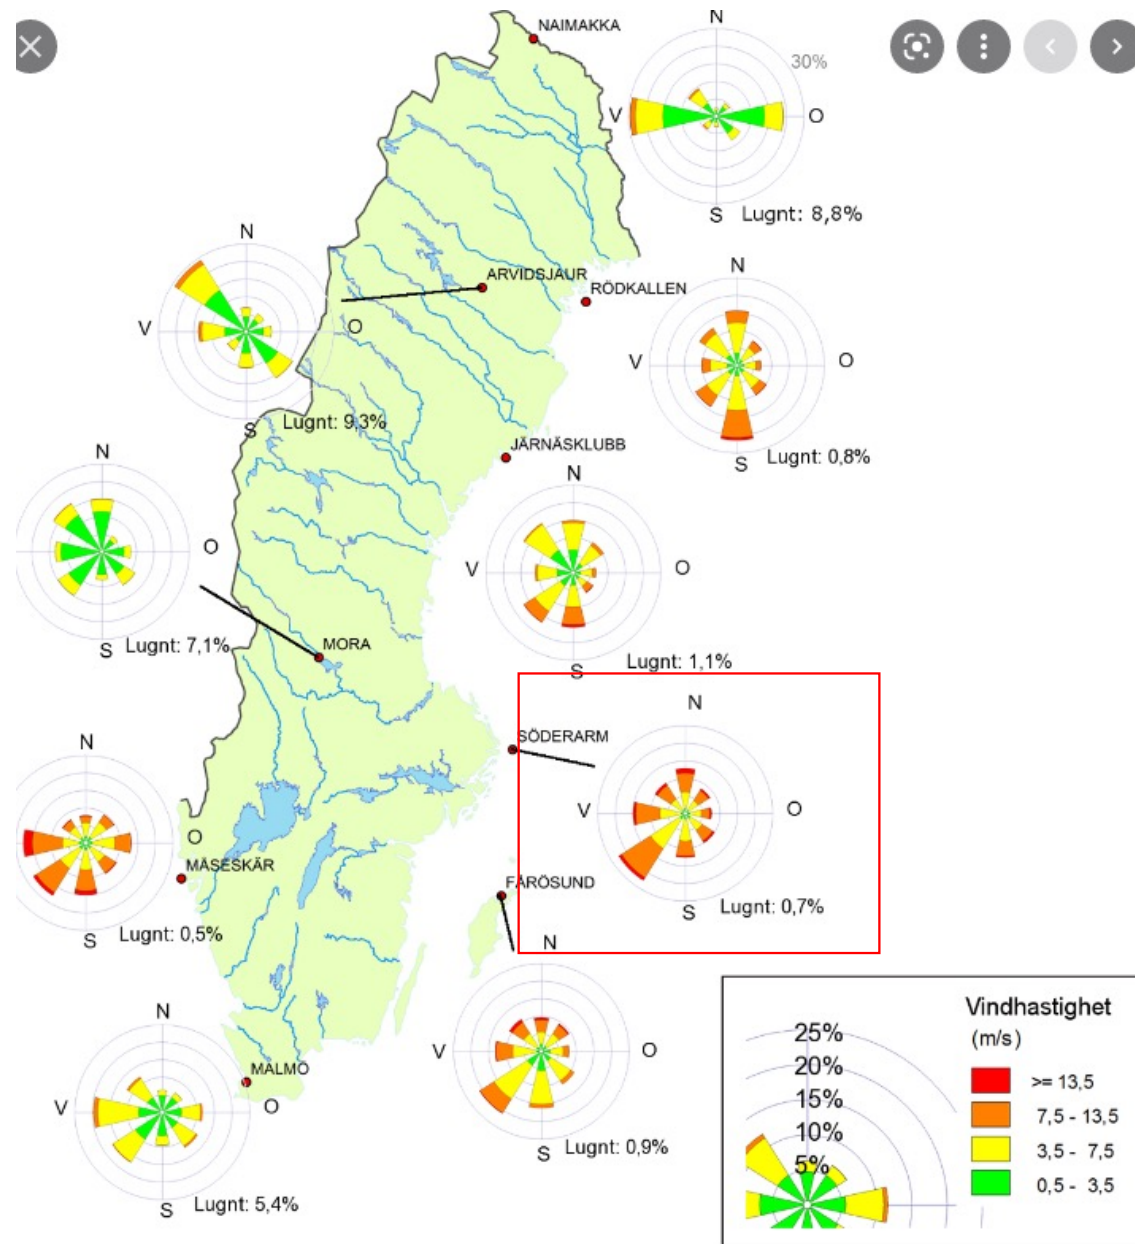 NAIMAKKA
N
30%
V
O
S
Lugnt: 8,8%
N
ARVIDSJAUR
RÖDKALLEN
N
V
O
S
Lugnt: 9,3%
V
O
S
Lugnt: 0,8%
JÄRNÄSKLUBB
N
O
S
Lugnt: 7,1%
N
V
O
S
Lugnt: 1,1%
MORA
SÖDERARM
N
V
O
S
Lugnt: 0,7%
N
O
MÅSESKÄR
S
Lugnt: 0,5%
FÅRÖSUND
N
V
O
S
Lugnt: 0,9%
N
MALMÖ
V
O
S
Lugnt: 5,4%
Vindhastighet
(m/s)
25%
20%
15%
10%
5%
>= 13,5
7,5 - 13,5
3,5 - 7,5
0,5 - 3,5